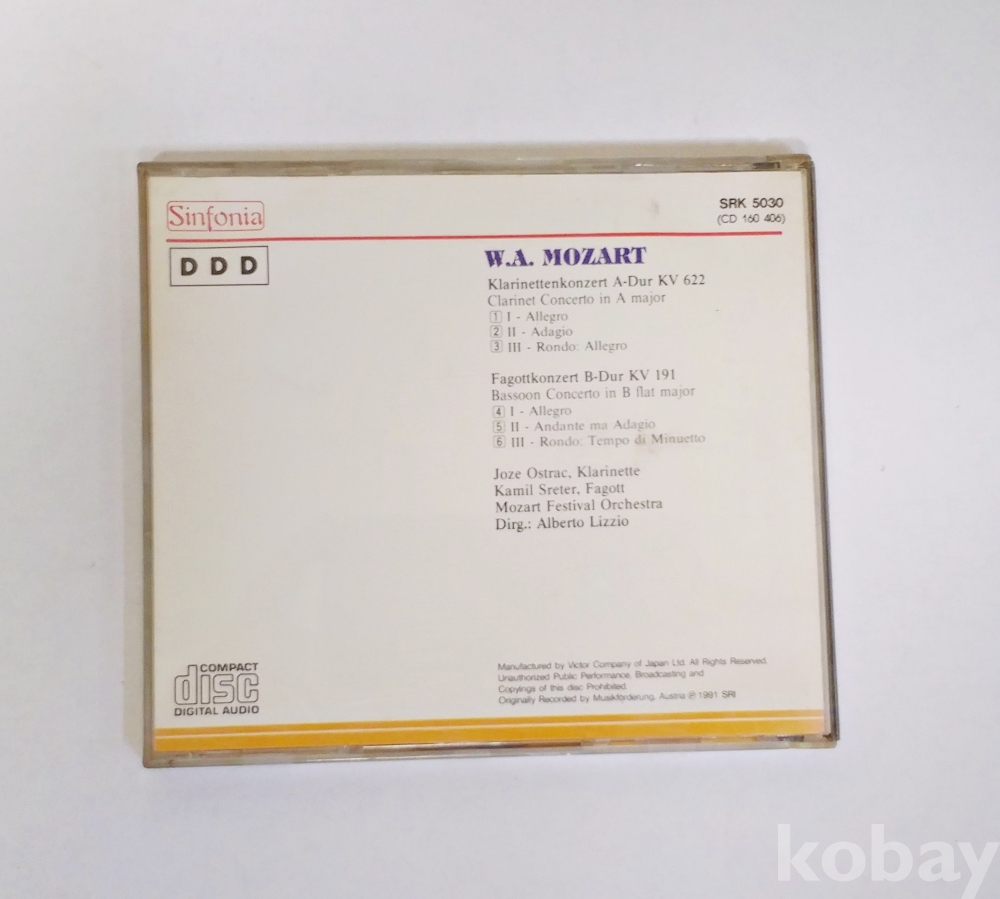 Sinfonia
SRK 5030
(CD 160 406)
D D D
W.A. MOZART
Klarinettenkonzert A-Dur KV 622
Clarinet Concerto in A major
1 I - Allegro
2 II - Adagio
3 III - Rondo: Allegro
Fagottkonzert B-Dur KV 191
Bassoon Concerto in B flat major
4 I - Allegro
5 II - Andante ma Adagio
6 III - Rondo: Tempo di Minuetto
Joze Ostrac, Klarinette
Kamil Sreter, Fagott
Mozart Festival Orchestra
Dirg.: Alberto Lizzio
COMPACT
disc
DIGITAL AUDIO
Manufactured by Victor Company of Japan Ltd. All Rights Reserved.
Unauthorized Public Performance, Broadcasting and
Copyings of this disc Prohibited.
Originally Recorded by Musikförderung, Austria ℗ 1991 SRI
kobay